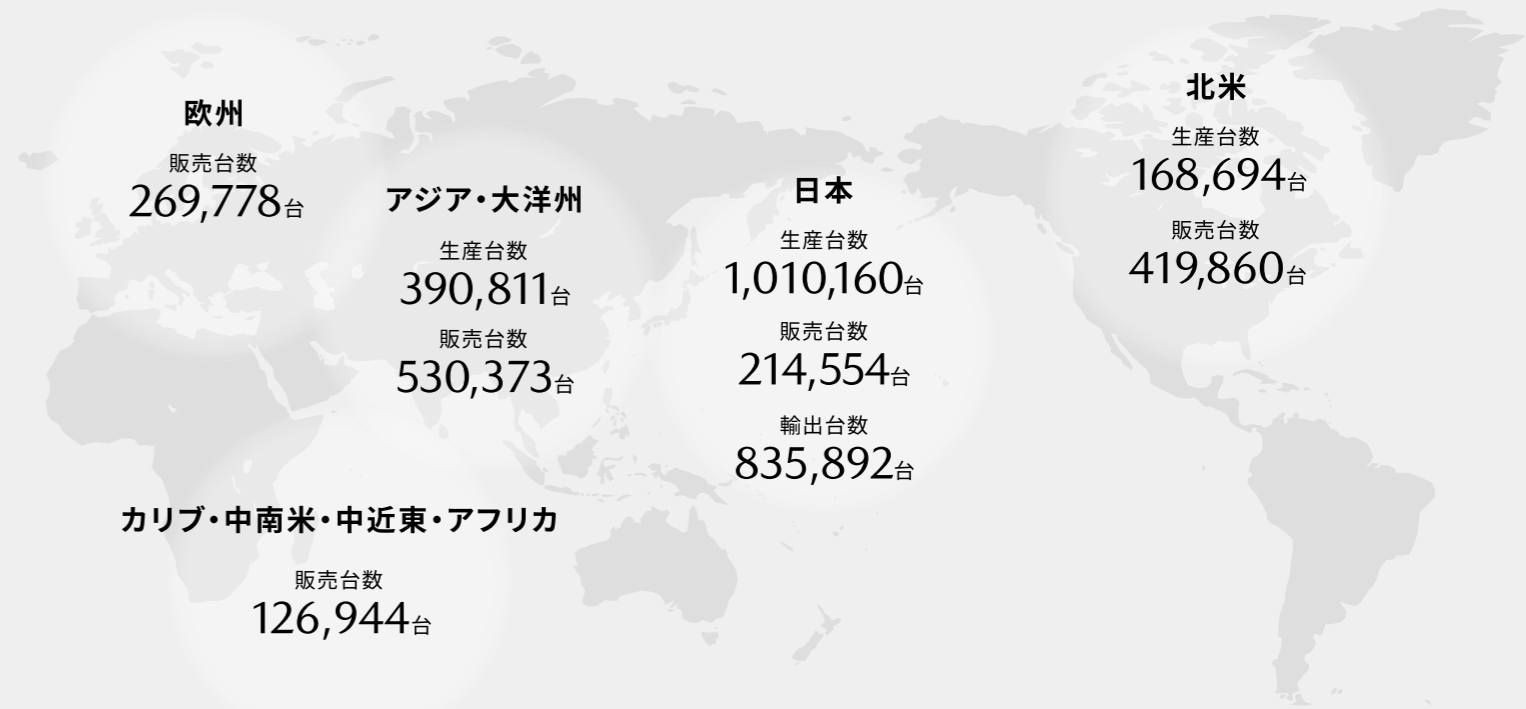 欧州
販売台数
269,778台
アジア・大洋州
生産台数
390,811台
販売台数
530,373台
日本
生産台数
1,010,160台
販売台数
214,554台
輸出台数
835,892台
北米
生産台数
168,694台
販売台数
419,860台
カリブ・中南米・中近東・アフリカ
販売台数
126,944台